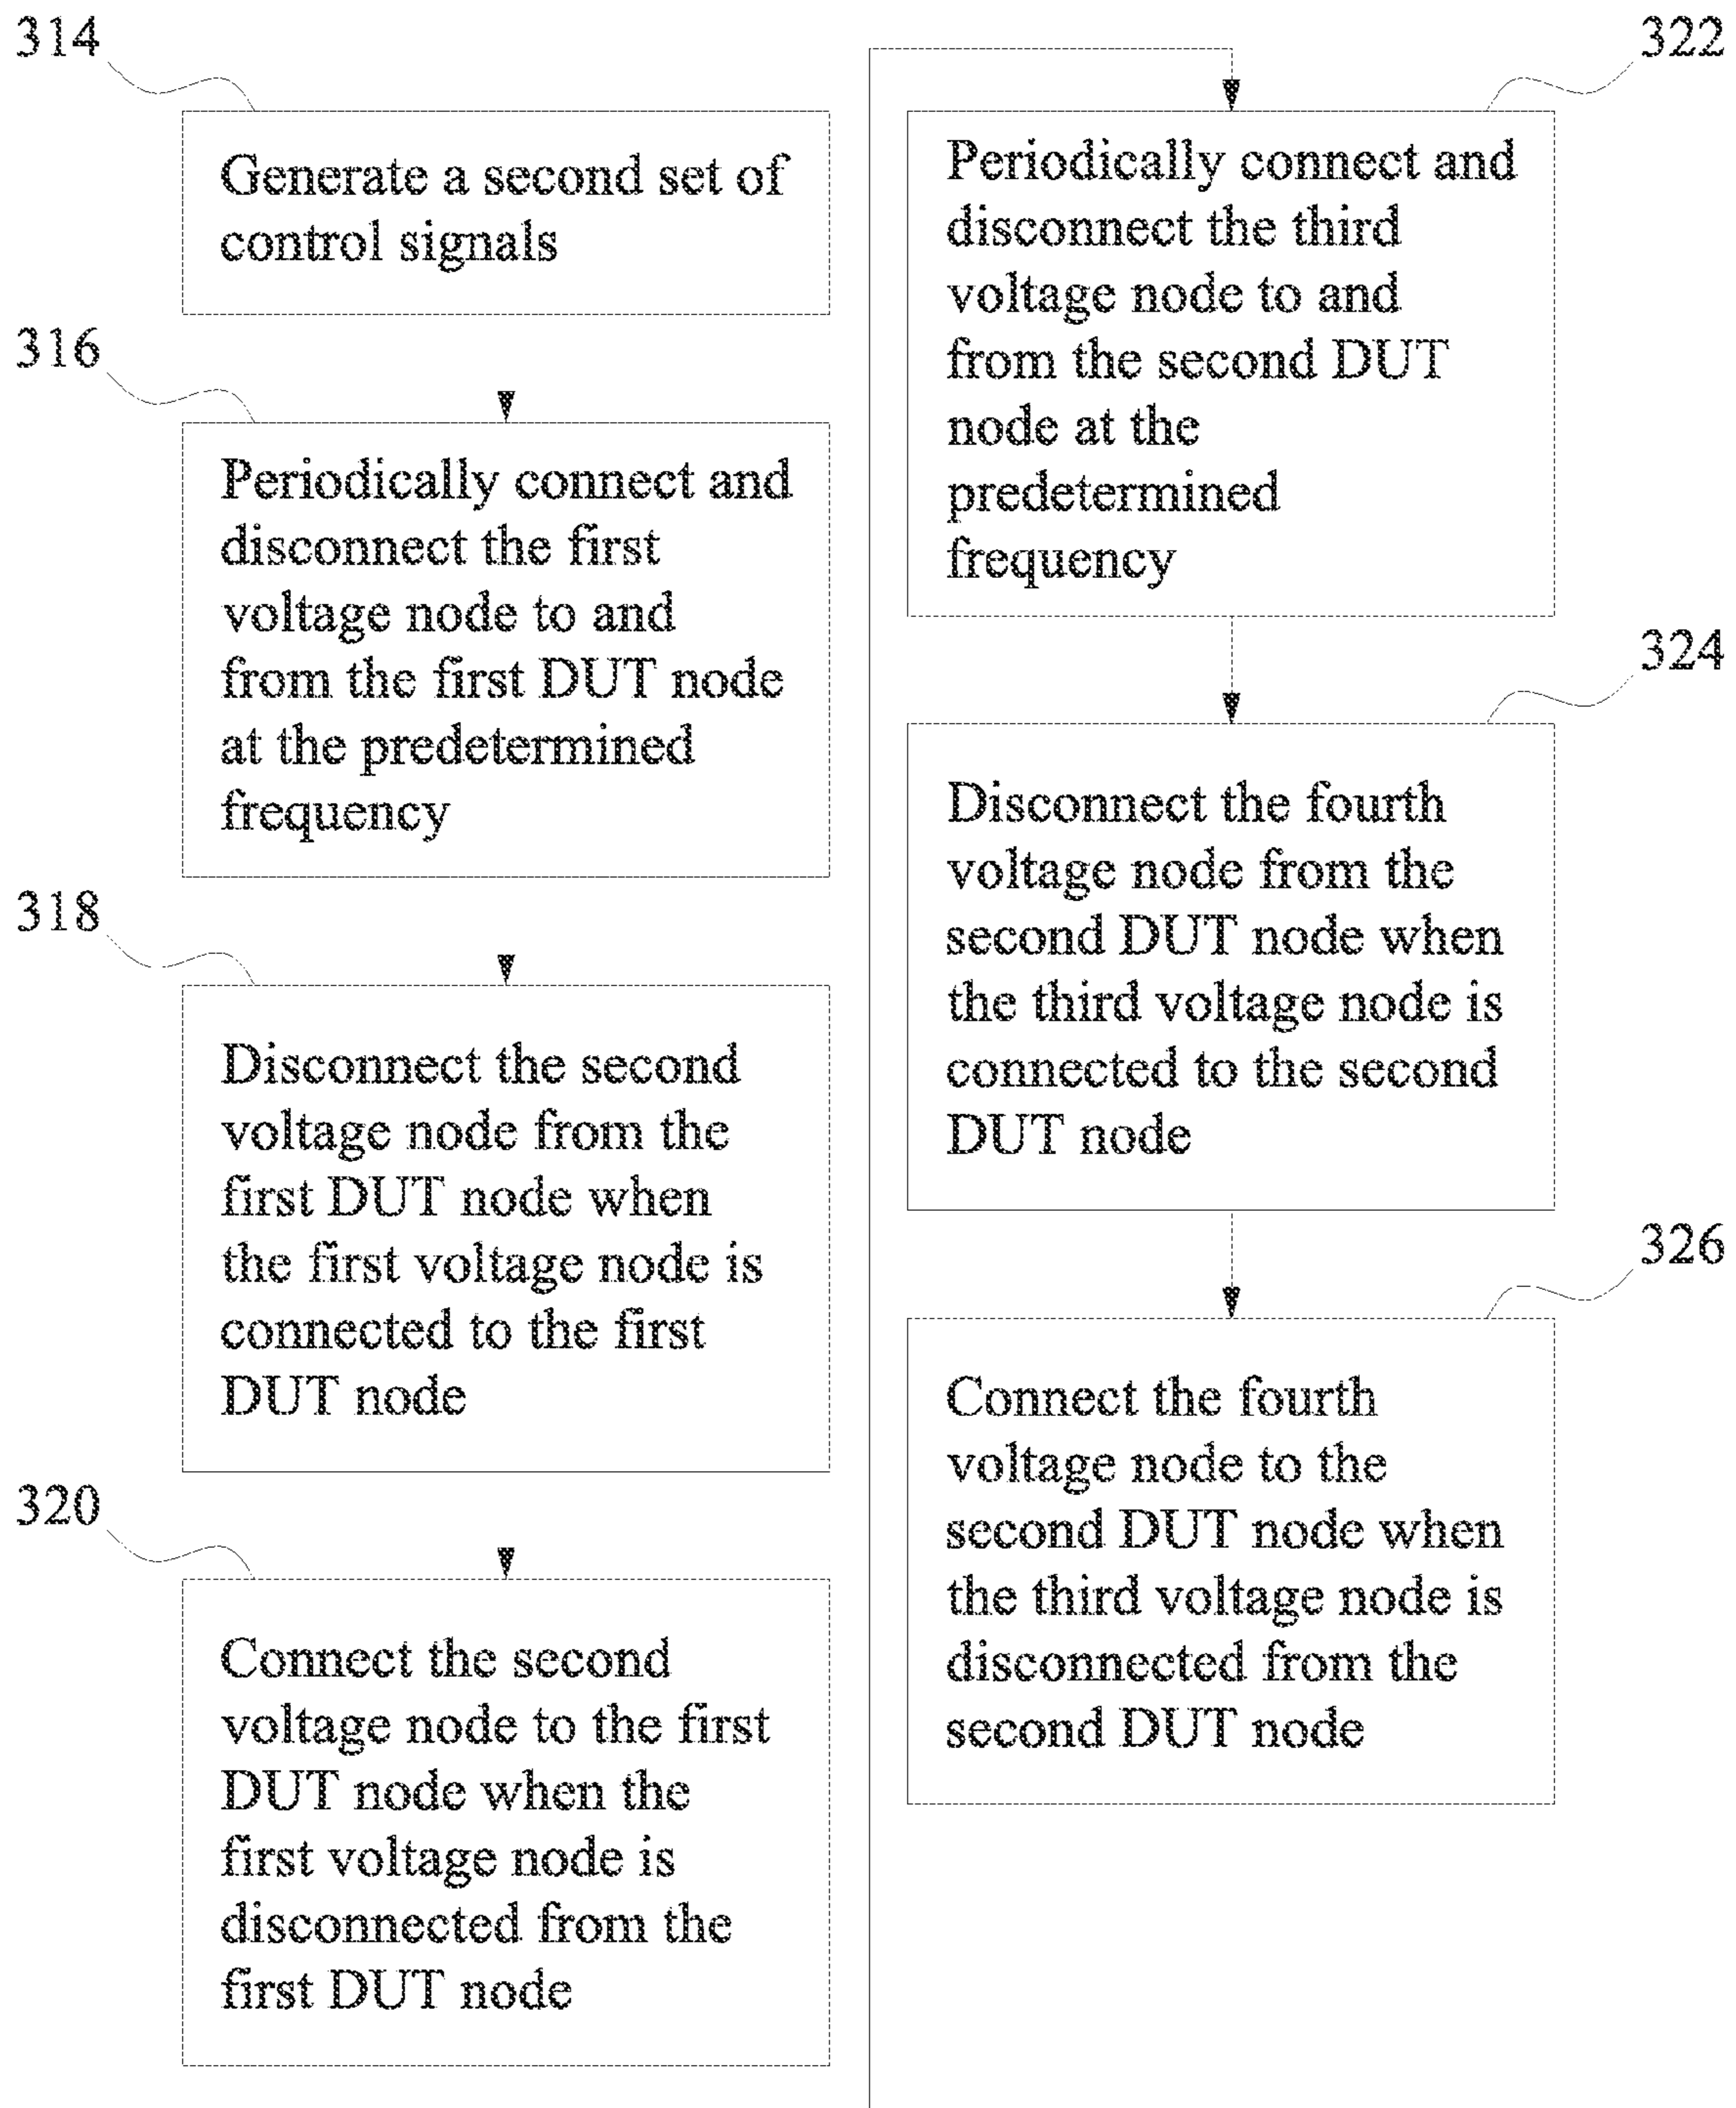 314
Generate a second set of
control signals
316
Periodically connect and
disconnect the first
voltage node to and
from the first DUT node
at the predetermined
frequency
318
Disconnect the second
voltage node from the
first DUT node when
the first voltage node is
connected to the first
DUT node
320
Connect the second
voltage node to the first
DUT node when the
first voltage node is
disconnected from the
first DUT node
322
Periodically connect and
disconnect the third
voltage node to and
from the second DUT
node at the
predetermined
frequency
324
Disconnect the fourth
voltage node from the
second DUT node when
the third voltage node is
connected to the second
DUT node
326
Connect the fourth
voltage node to the
second DUT node when
the third voltage node is
disconnected from the
second DUT node